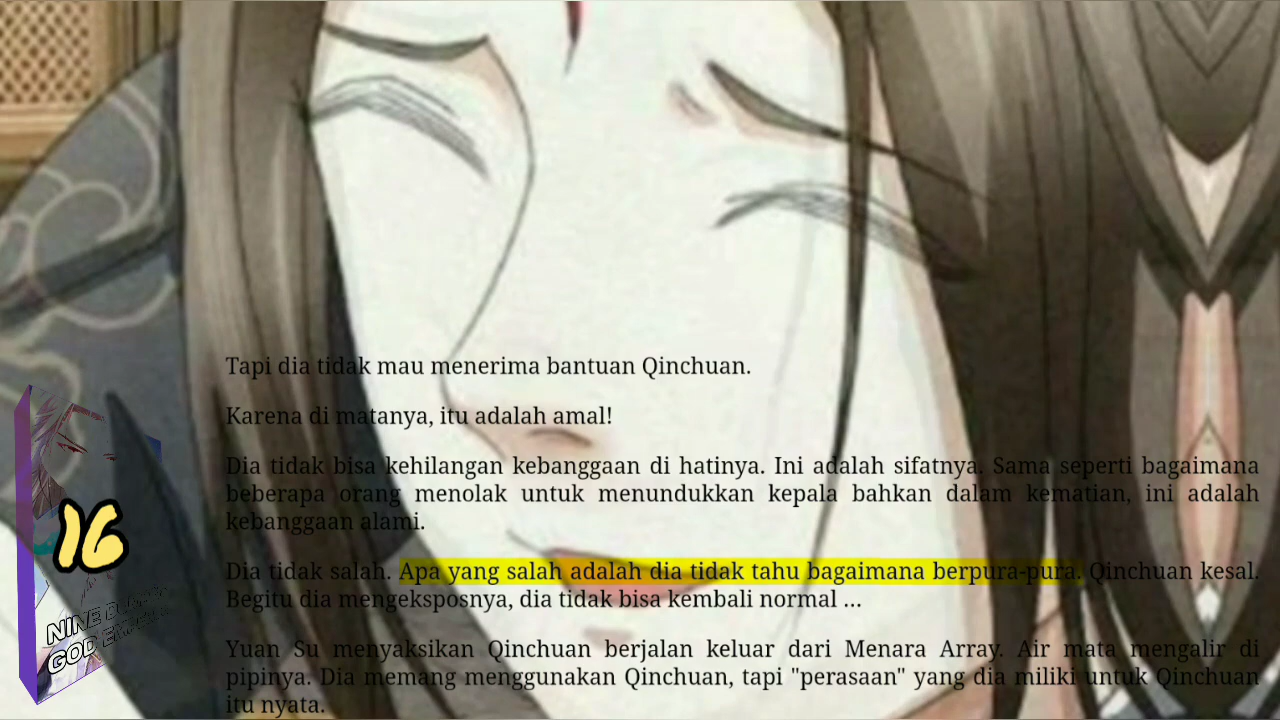 Tapi dia tidak mau menerima bantuan Qinchuan.
Karena di matanya, itu adalah amal!
Dia tidak bisa kehilangan kebanggaan di hatinya. Ini adalah sifatnya. Sama seperti bagaimana
beberapa orang menolak untuk menundukkan kepala bahkan dalam kematian, ini adalah
kebanggaan alami.
Dia tidak salah. Apa yang salah adalah dia tidak tahu bagaimana berpura-pura. Qinchuan kesal.
Begitu dia mengeksposnya, dia tidak bisa kembali normal ...
Yuan Su menyaksikan Qinchuan berjalan keluar dari Menara Array. Air mata mengalir di
pipinya. Dia memang menggunakan Qinchuan, tapi "perasaan" yang dia miliki untuk Qinchuan
itu nyata.
16
NINE
GOD